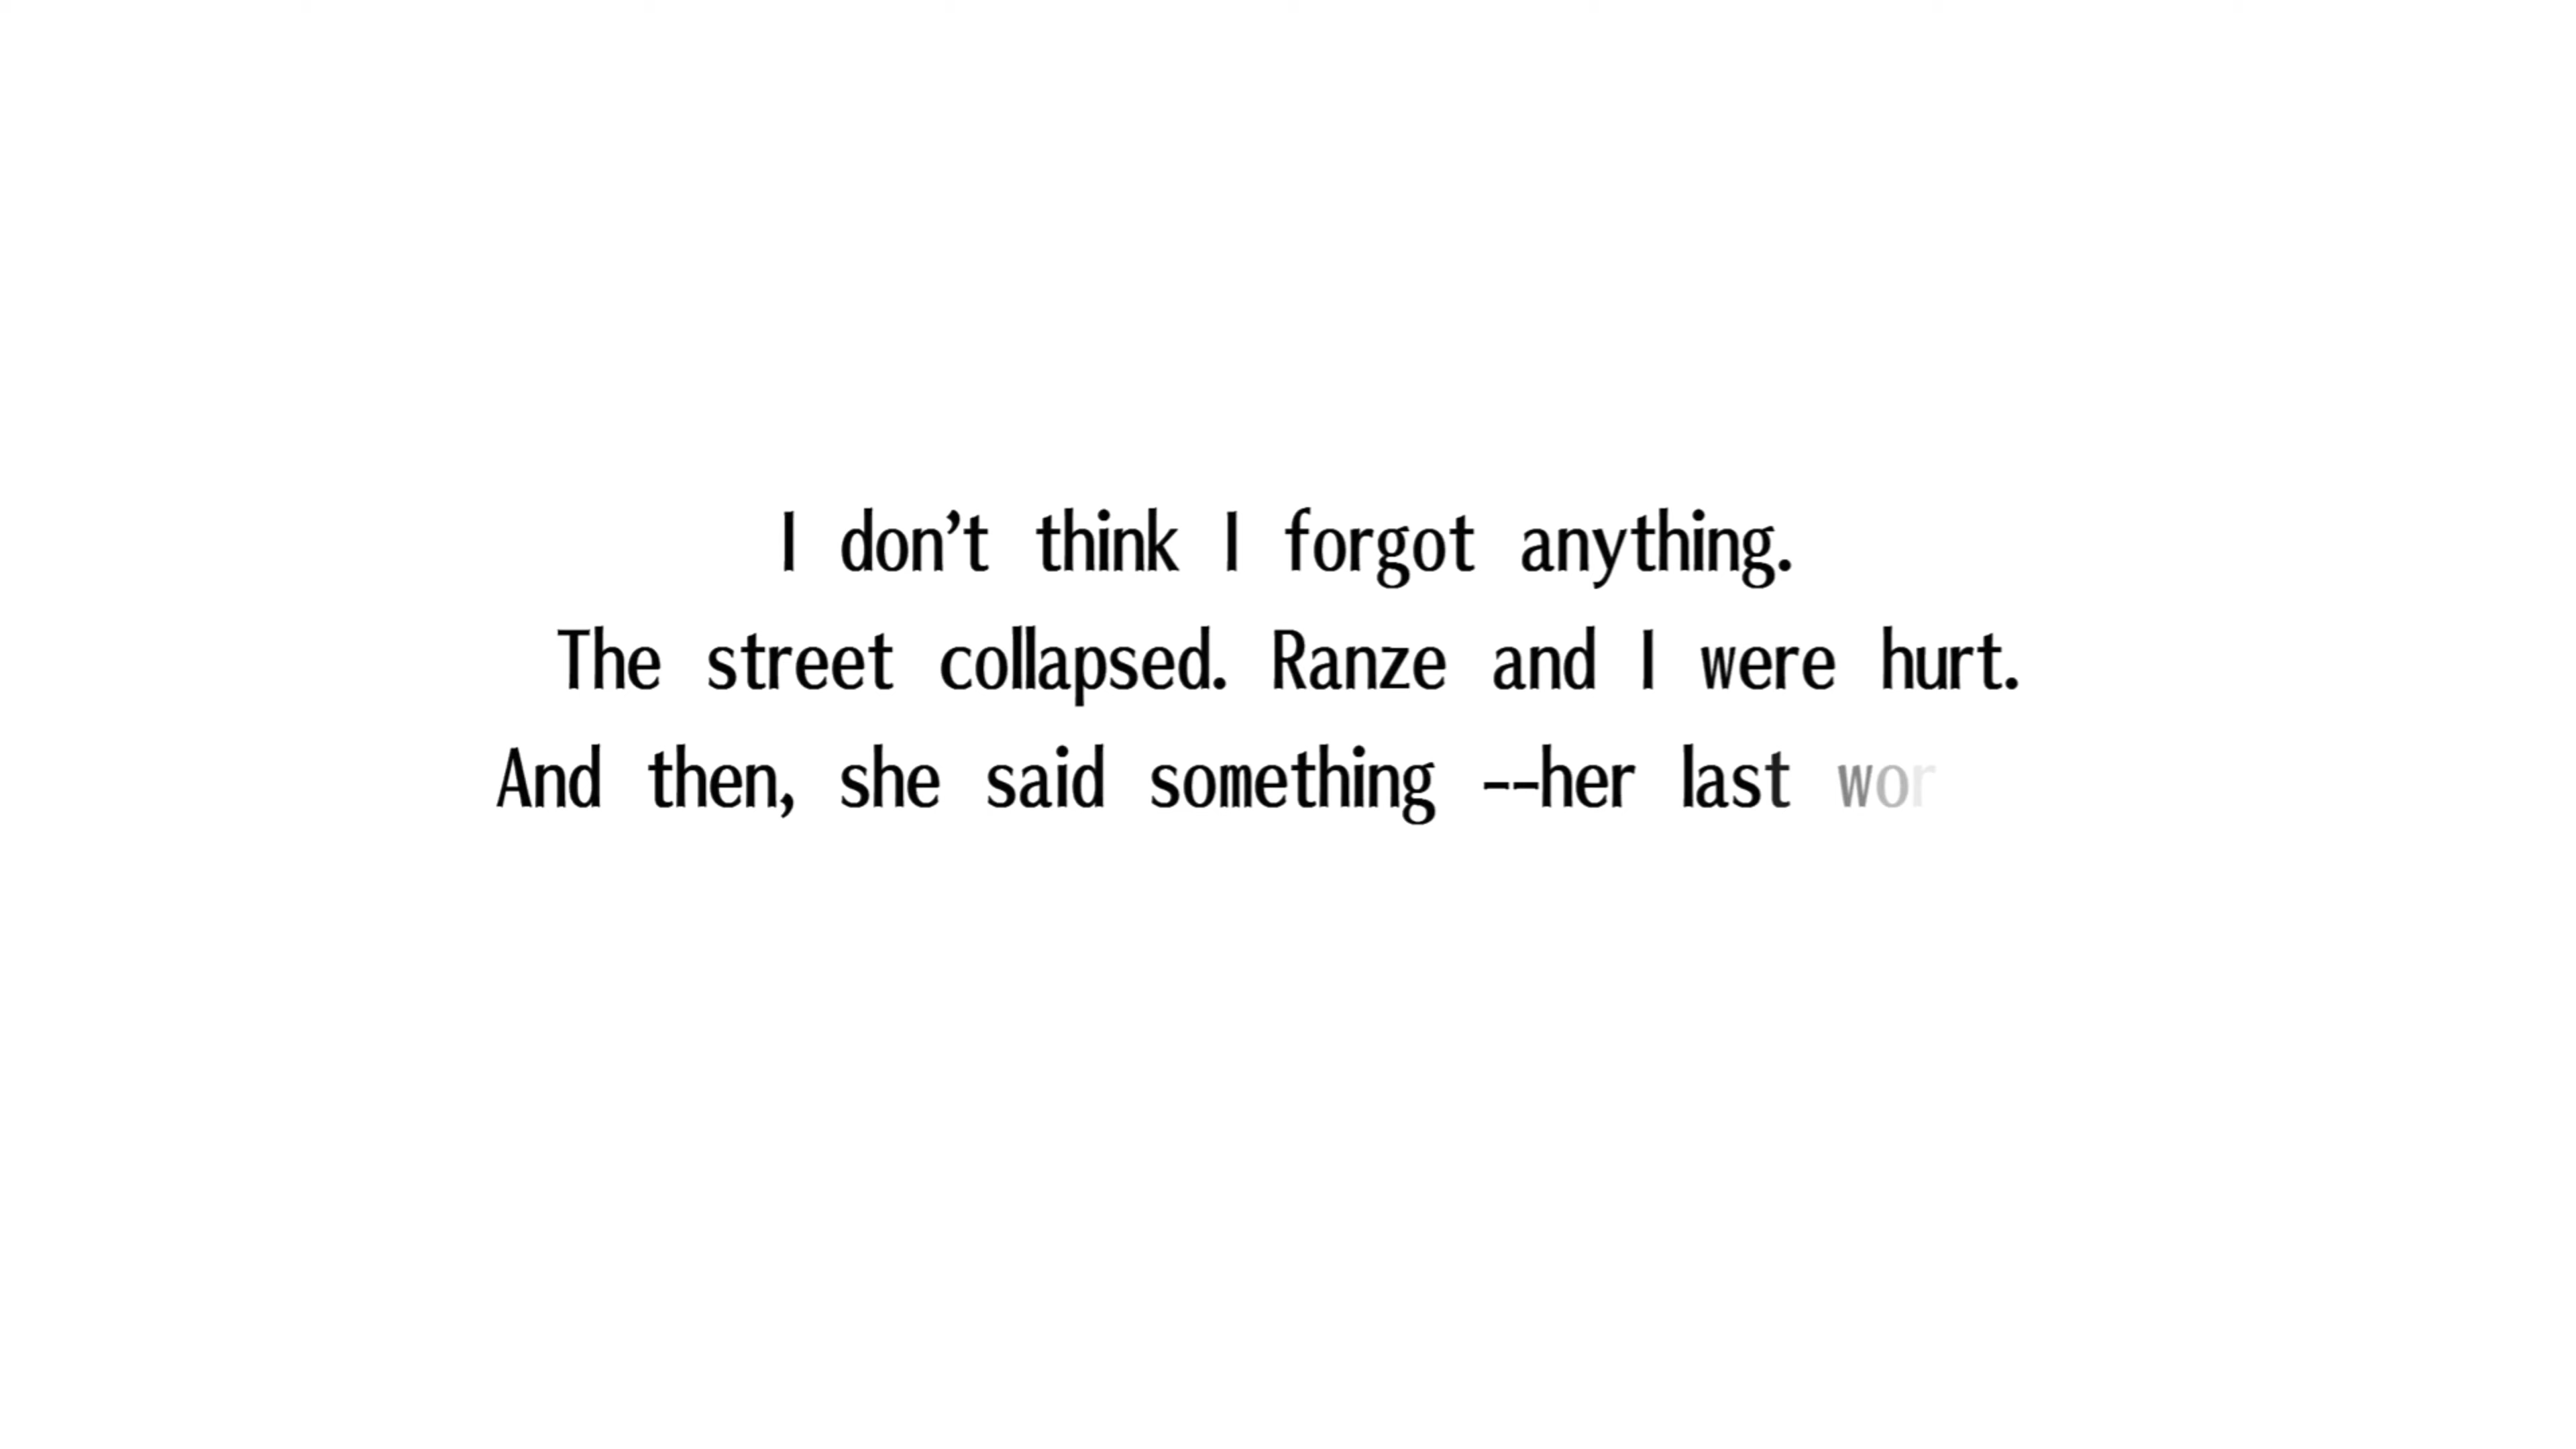 I don’t think I forgot anything.
The street collapsed. Ranze and I were hurt.
And then, she said something --her last wor